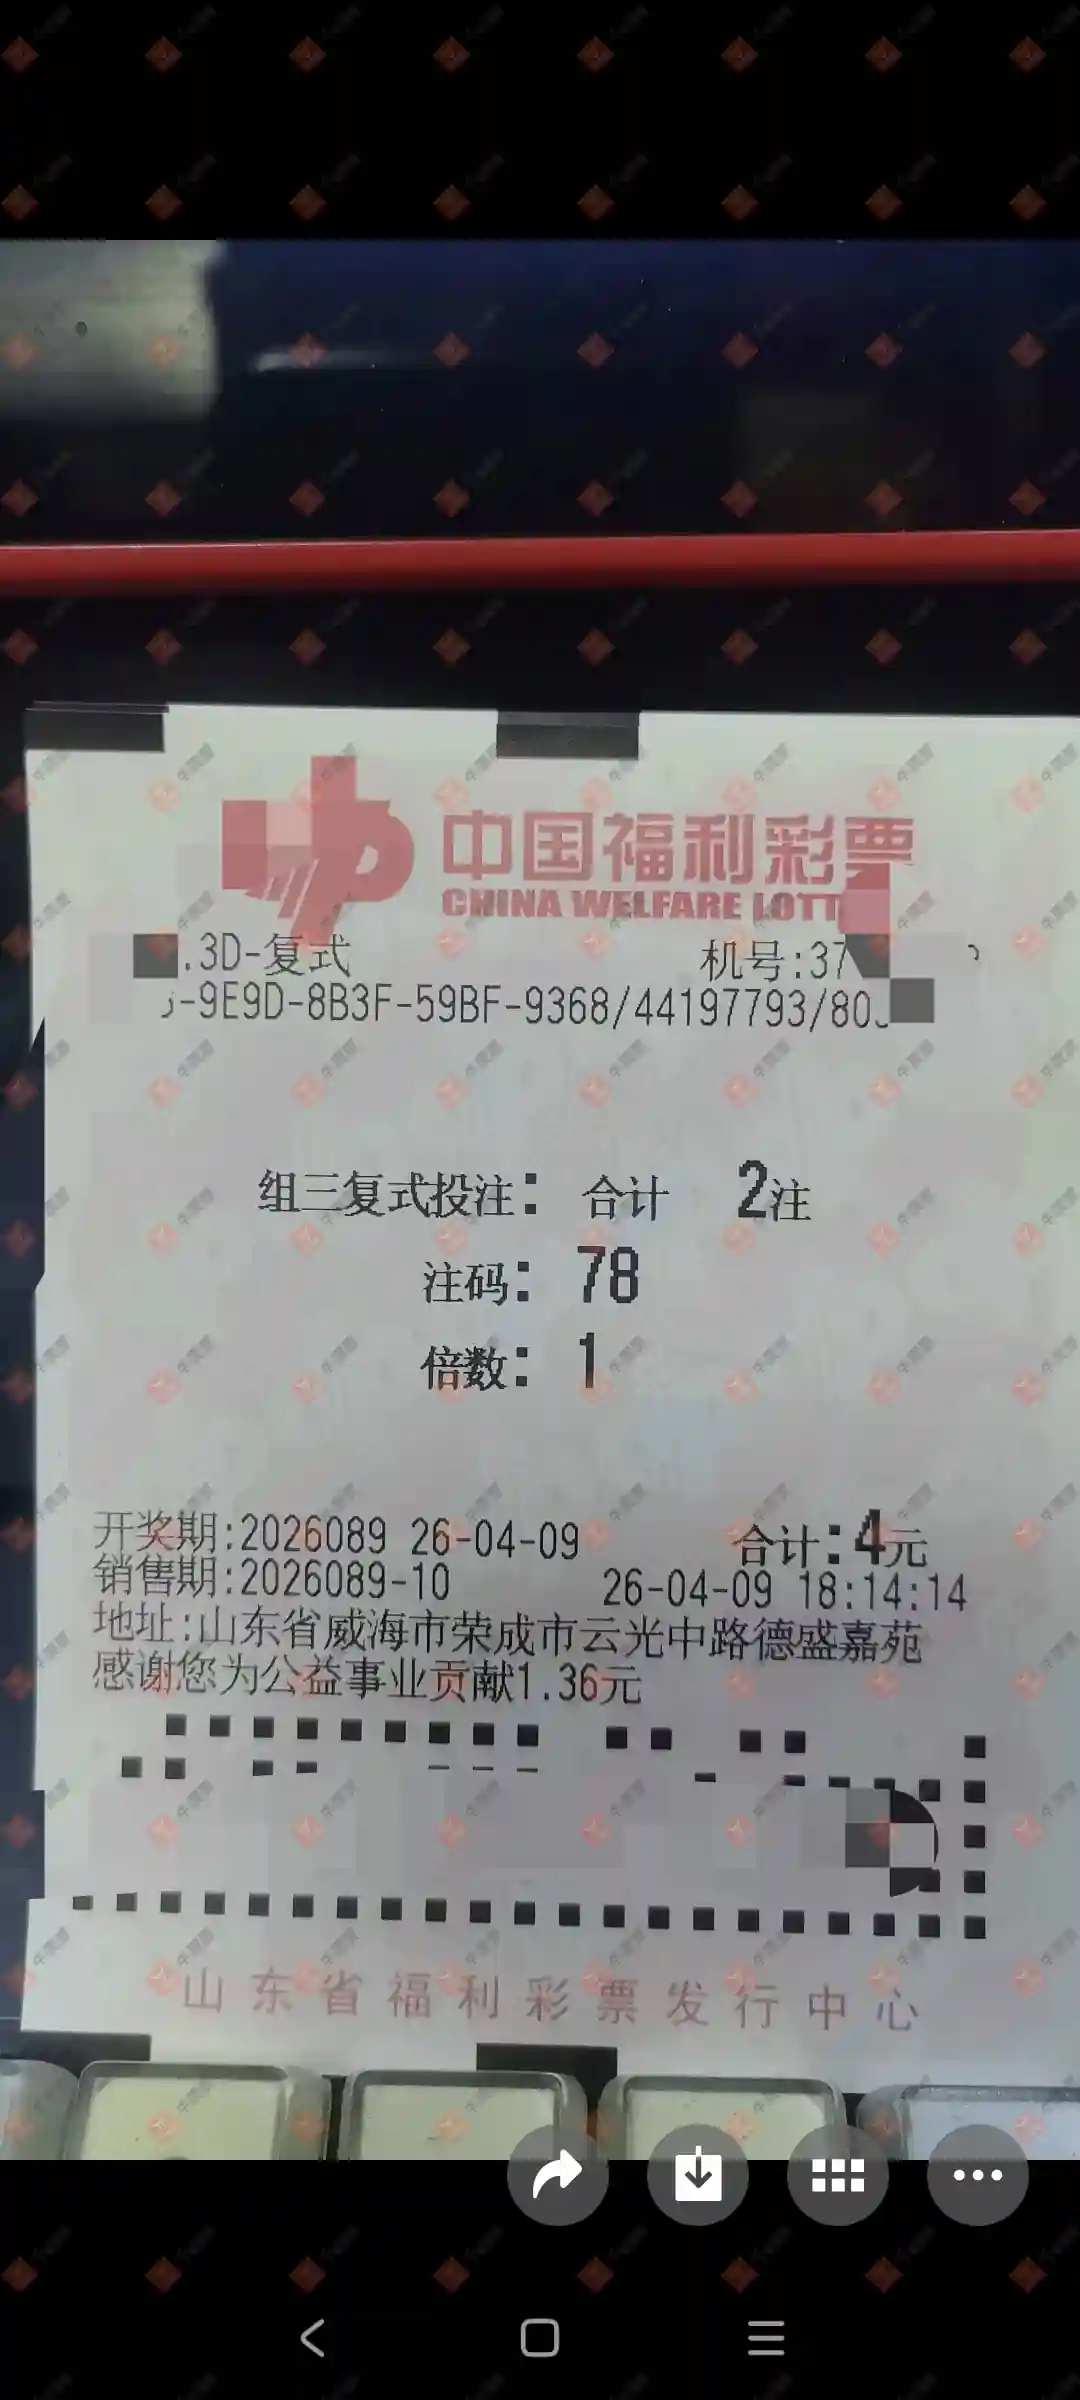 中国福利彩票
CHINA WELFARE LOTT
.3D-复式 机号:37
-9E9D-8B3F-59BF-9368/44197793/80
组三复式投注: 合计 2注
注码: 78
倍数: 1
开奖期:2026089 26-04-09 合计:4元
销售期:2026089-10 26-04-09 18:14:14
地址:山东省威海市荣成市云光中路德盛嘉苑
感谢您为公益事业贡献1.36元
山东省福利彩票发行中心